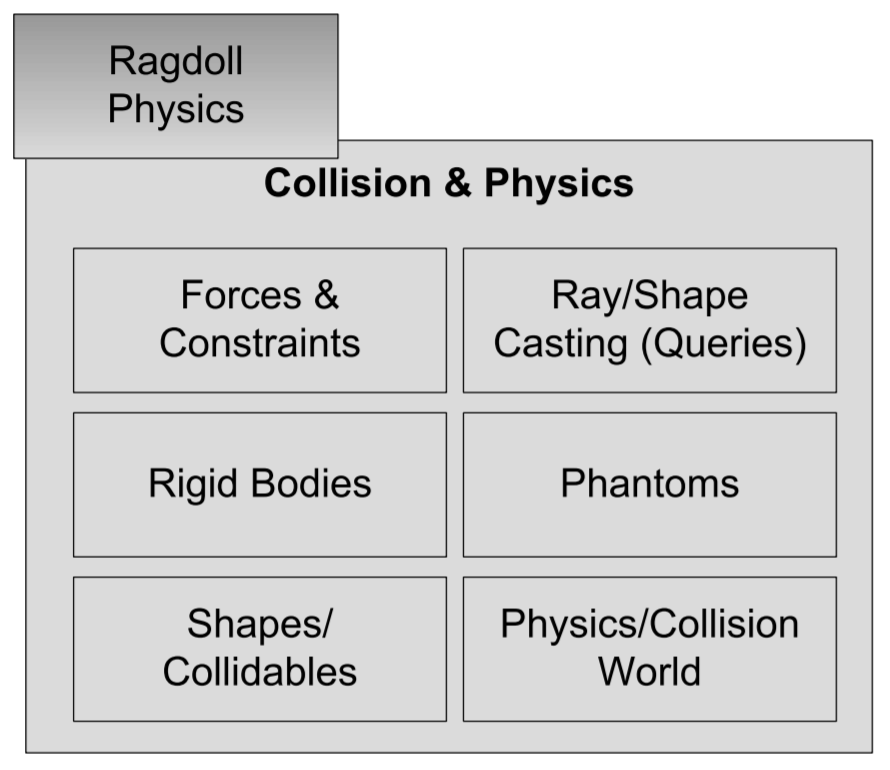 Ragdoll
Physics
Collision & Physics
Forces &
Constraints
Ray/Shape
Casting (Queries)
Rigid Bodies
Phantoms
Shapes/
Collidables
Physics/Collision
World